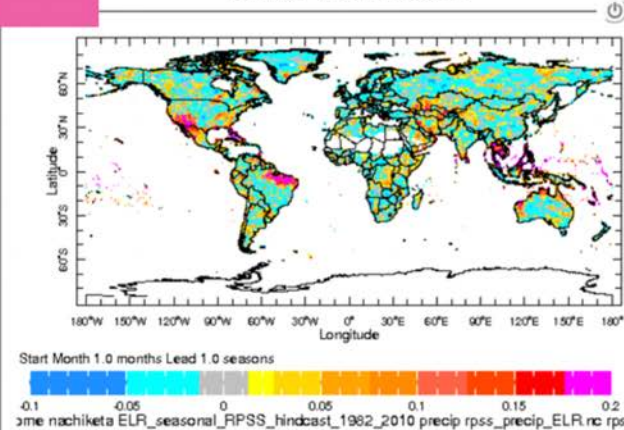 60°N
30°N
0°
30°S
60°S
Latitude
180°W 150°W 120°W 90°W 60°W 30°W 0° 30°E 60°E 90°E 120°E 150°E 180°
Longitude
Start Month 1.0 months Lead 1.0 seasons
-0.1 -0.05 0 0.05 0.1 0.15 0.2
ome nachiketa ELR_seasonal_RPSS_hindcast_1982_2010 precip rpss_precip_ELR.nc rps